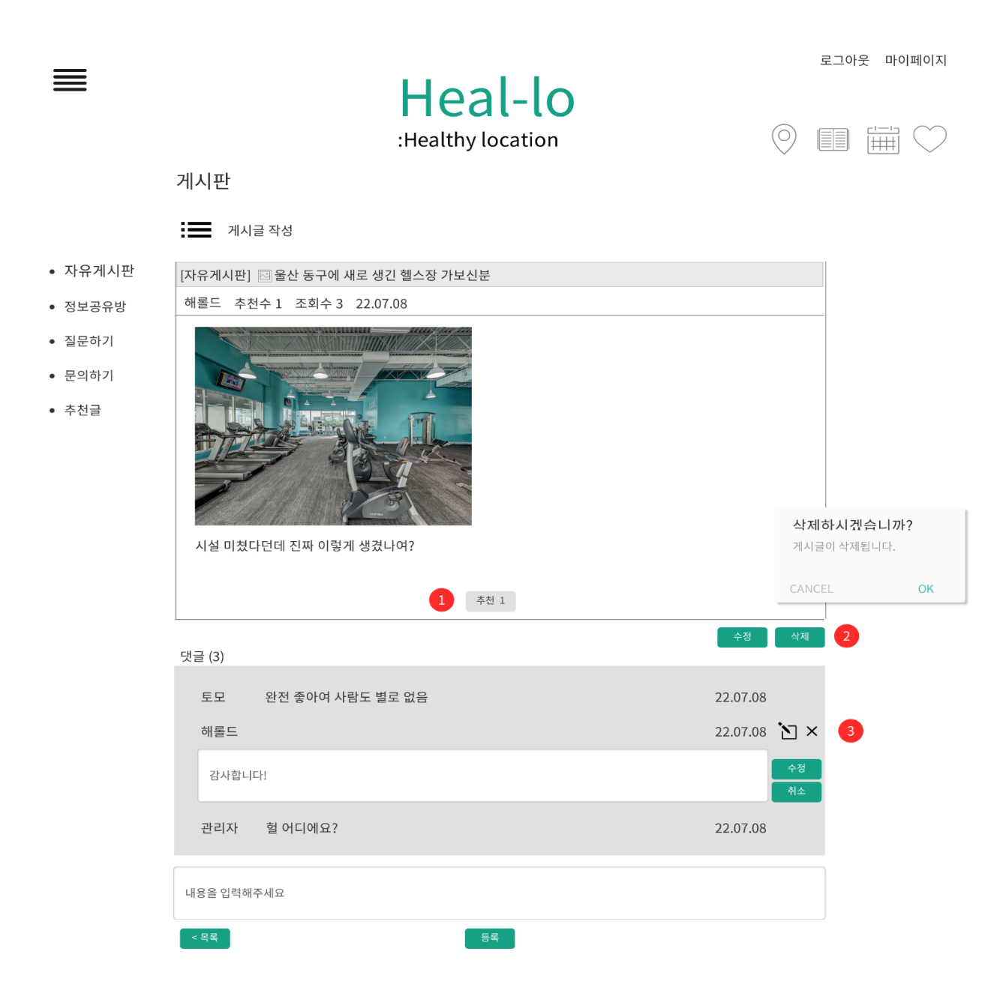 로그아웃 마이페이지
Heal-lo
:Healthy location
게시판
게시글 작성
자유게시판
정보공유방
질문하기
문의하기
추천글
[자유게시판] 울산 동구에 새로 생긴 헬스장 가보신분
해롤드 추천수 1 조회수 3 22.07.08
시설 미쳤다던데 진짜 이렇게 생겼나여?
1 추천 1
삭제하시겠습니까?
게시글이 삭제됩니다.
CANCEL OK
수정 삭제 2
댓글 (3)
토모 완전 좋아여 사람도 별로 없음 22.07.08
해롤드 22.07.08 3
감사합니다!
수정
취소
관리자 헐 어디에요? 22.07.08
내용을 입력해주세요
< 목록 등록